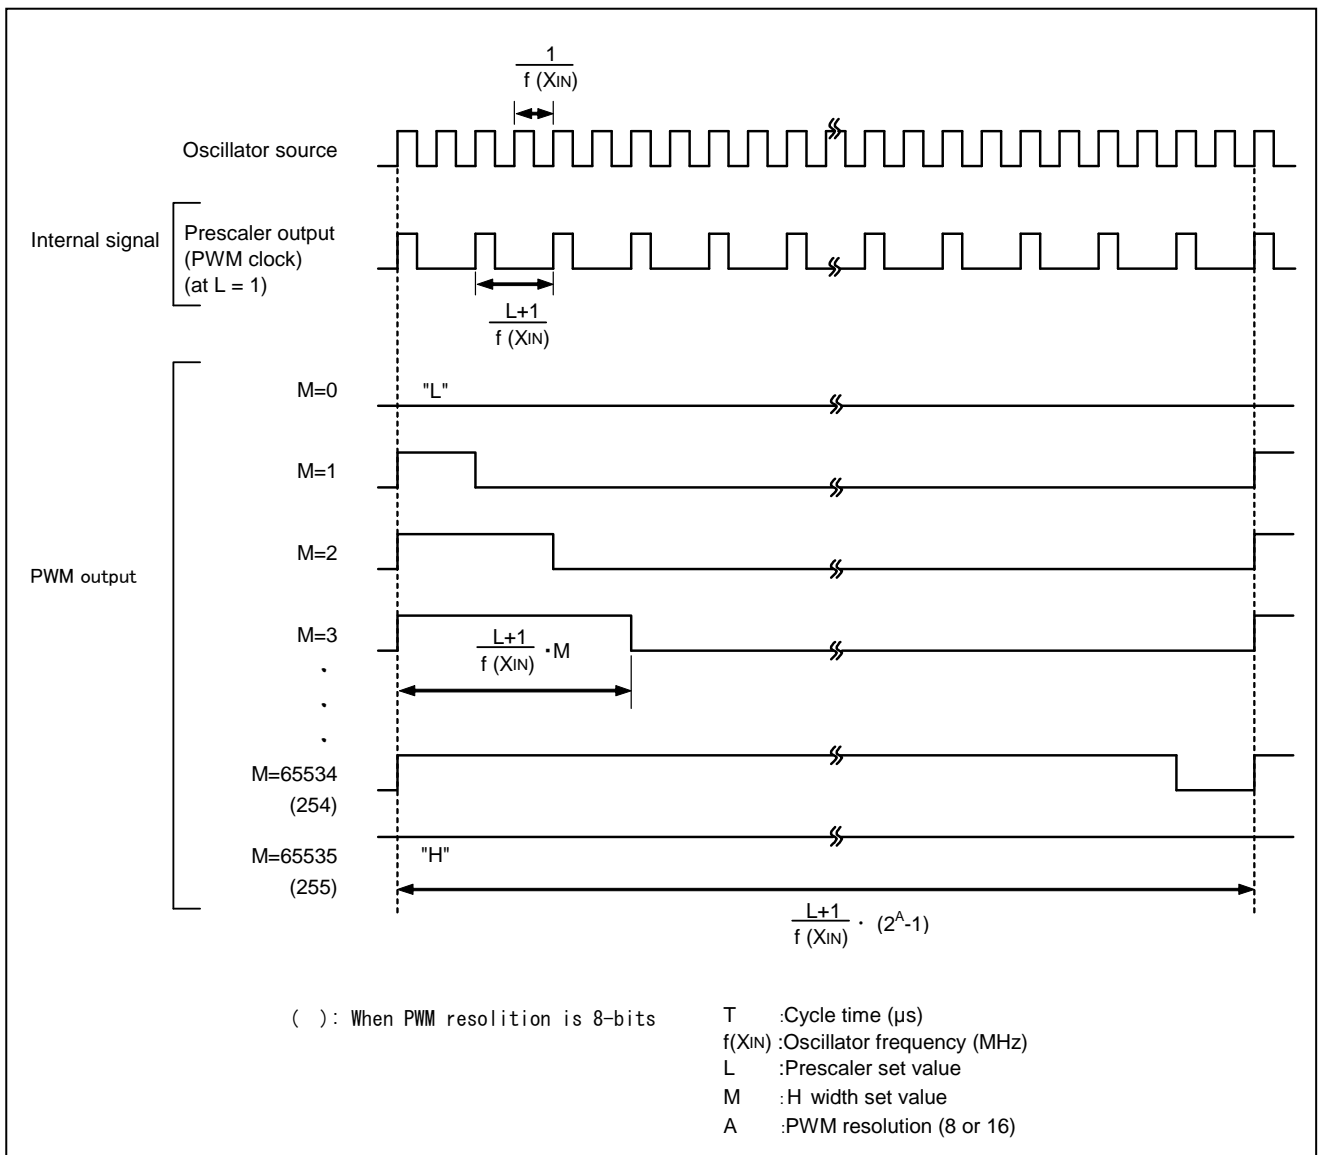 1
f (XIN)
Oscillator source
Internal signal
Prescaler output
(PWM clock)
(at L = 1)
L+1
f (XIN)
PWM output
M=0
"L"
M=1
M=2
M=3
L+1
f (XIN)
・M
・
・
・
M=65534
(254)
M=65535
(255)
"H"
L+1
f (XIN)
・ (2^A-1)
( ): When PWM resolition is 8-bits
T :Cycle time (µs)
f(XIN) :Oscillator frequency (MHz)
L :Prescaler set value
M :H width set value
A :PWM resolution (8 or 16)